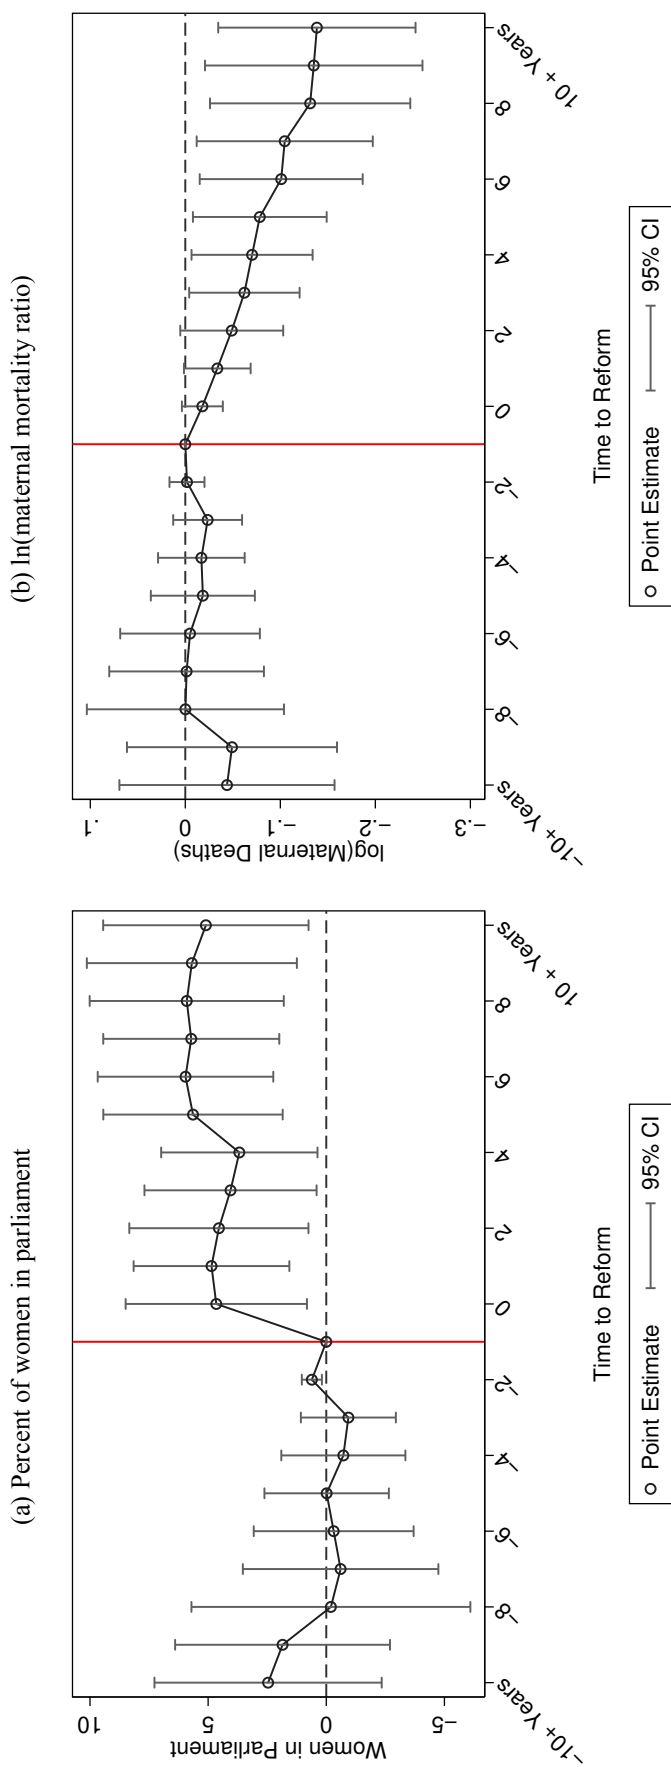 (a) Percent of women in parliament
Women in Parliament
10
5
0
−5
−10+ Years
−8
−6
−4
−2
0
2
4
6
8
10 + Years
Time to Reform
Point Estimate
95% CI
(b) ln(maternal mortality ratio)
log(Maternal Deaths)
.1
0
−.1
−.2
−.3
−10+ Years
−8
−6
−4
−2
0
2
4
6
8
10 + Years
Time to Reform
Point Estimate
95% CI